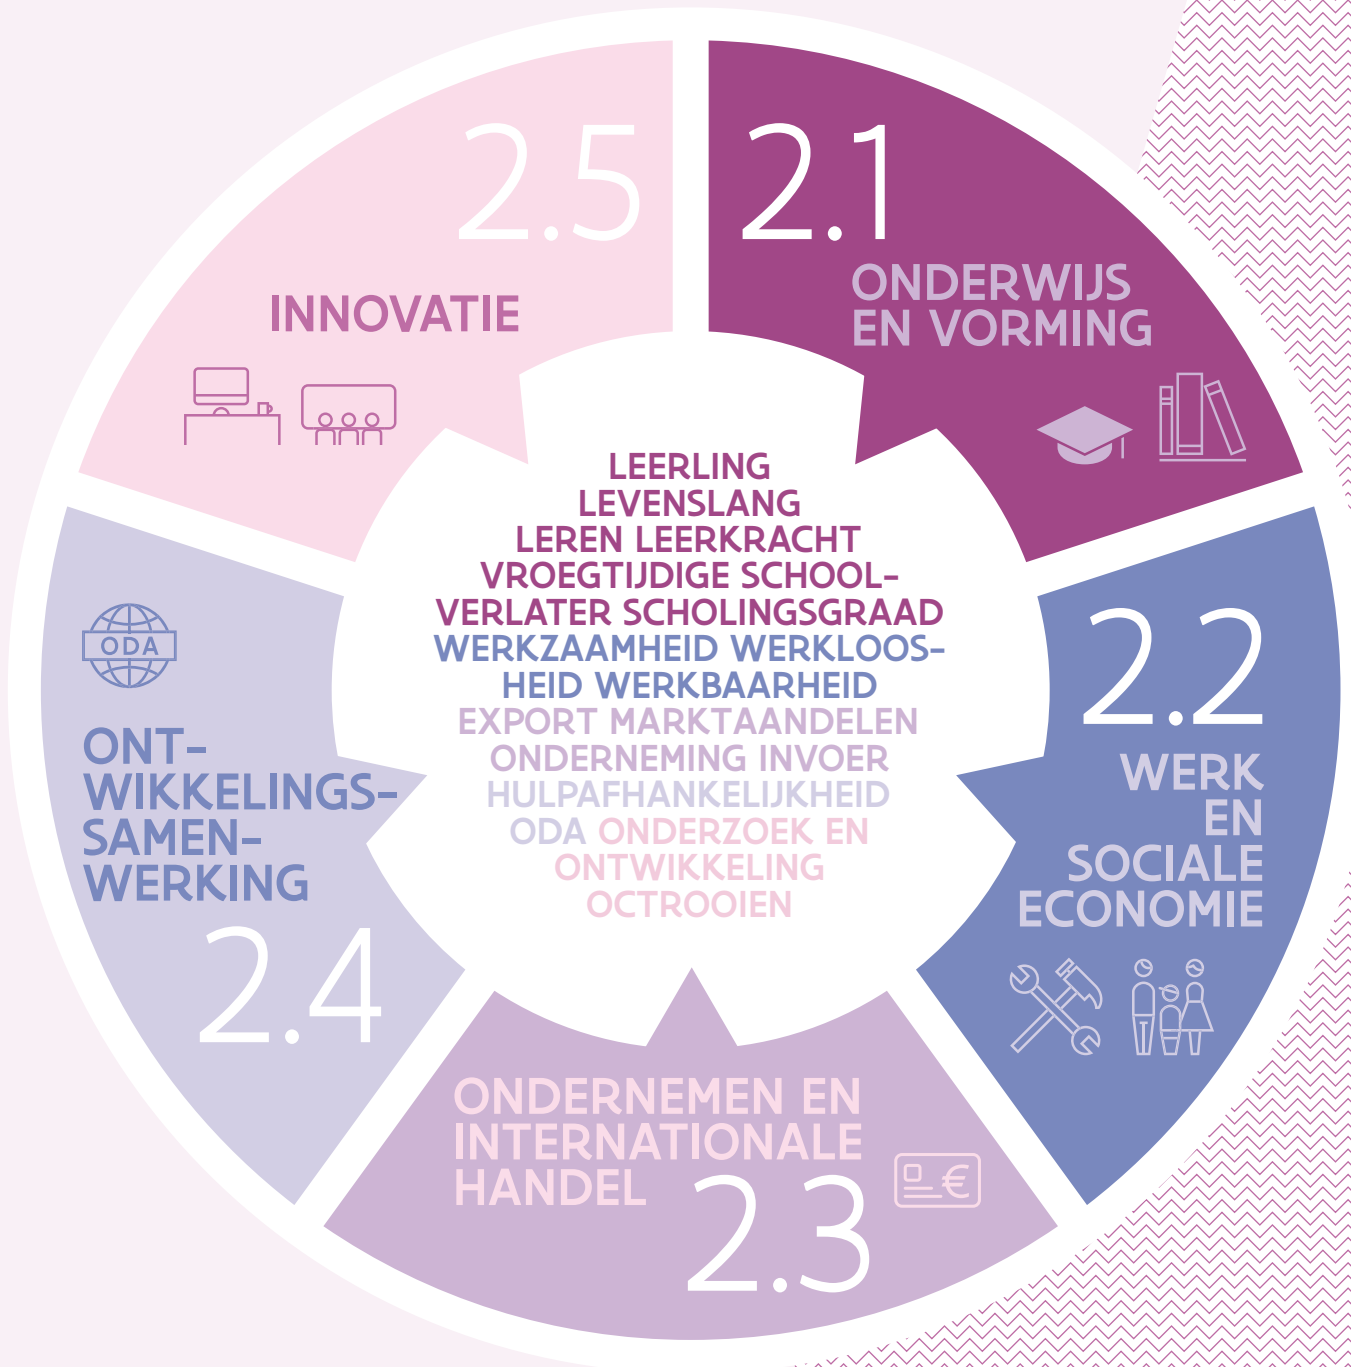 2.5
INNOVATIE
2.1
ONDERWIJS
EN VORMING
LEERLING
LEVENSLANG
LEREN LEERKRACHT
VROEGTIJDIGE SCHOOL-
VERLATER SCHOLINGSGRAAD
WERKZAAMHEID WERKLOOS-
HEID WERKBAARHEID
EXPORT MARKTAANDELEN
ONDERNEMING INVOER
HULPAFHANKELIJKHEID
ODA ONDERZOEK EN
ONTWIKKELING
OCTROOIEN
2.2
WERK
EN
SOCIALE
ECONOMIE
ODA
ONT-
WIKKELINGS-
SAMEN-
WERKING
2.4
ONDERNEMEN EN
INTERNATIONALE
HANDEL
2.3
€